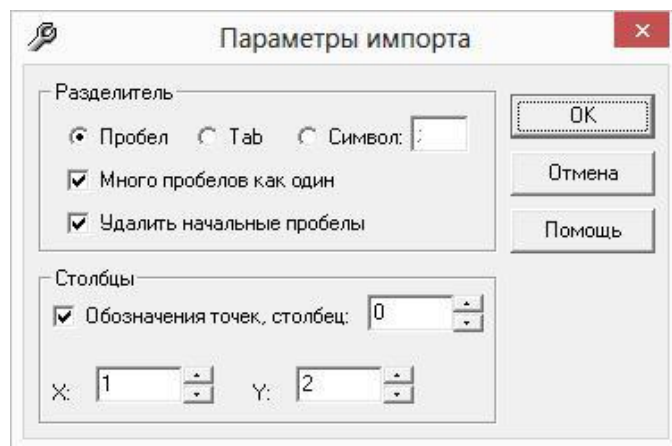 Параметры импорта
Разделитель
Пробел Tab Символ: ;
Много пробелов как один
Удалить начальные пробелы
OK
Отмена
Помощь
Столбцы
Обозначения точек, столбец: 0
X: 1 Y: 2